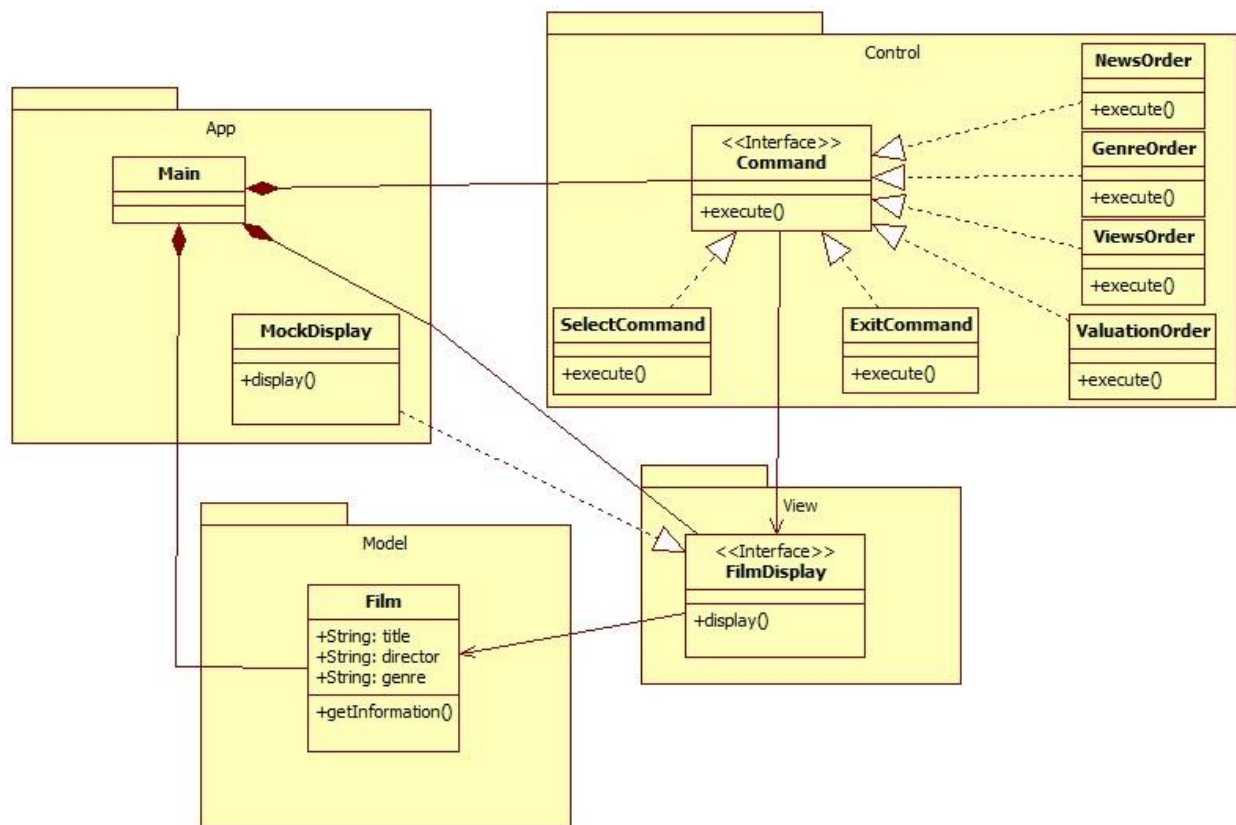 App
Main
MockDisplay
+display()
Control
<<Interface>>
Command
+execute()
NewsOrder
+execute()
GenreOrder
+execute()
ViewsOrder
+execute()
ValuationOrder
+execute()
SelectCommand
+execute()
ExitCommand
+execute()
Model
Film
+String: title
+String: director
+String: genre
+getInformation()
View
<<Interface>>
FilmDisplay
+display()